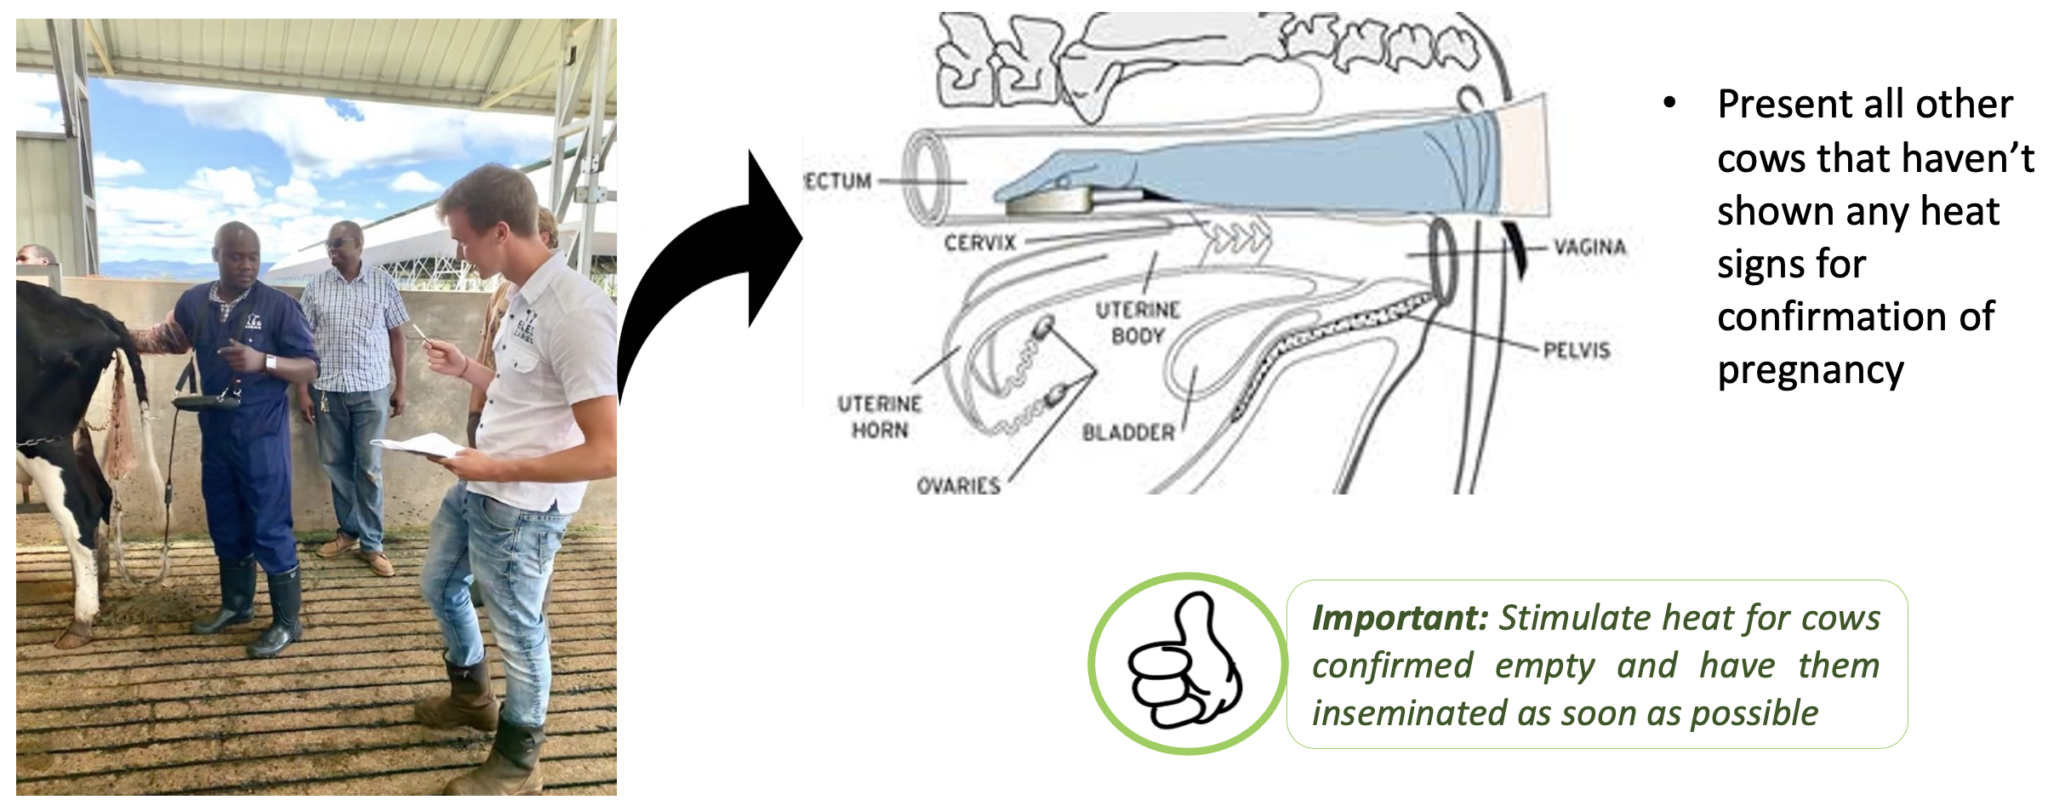 ECTUM
CERVIX
VAGINA
UTERINE
BODY
PELVIS
UTERINE
HORN
BLADDER
OVARIES
• Present all other
cows that haven’t
shown any heat
signs for
confirmation of
pregnancy
Important: Stimulate heat for cows
confirmed empty and have them
inseminated as soon as possible